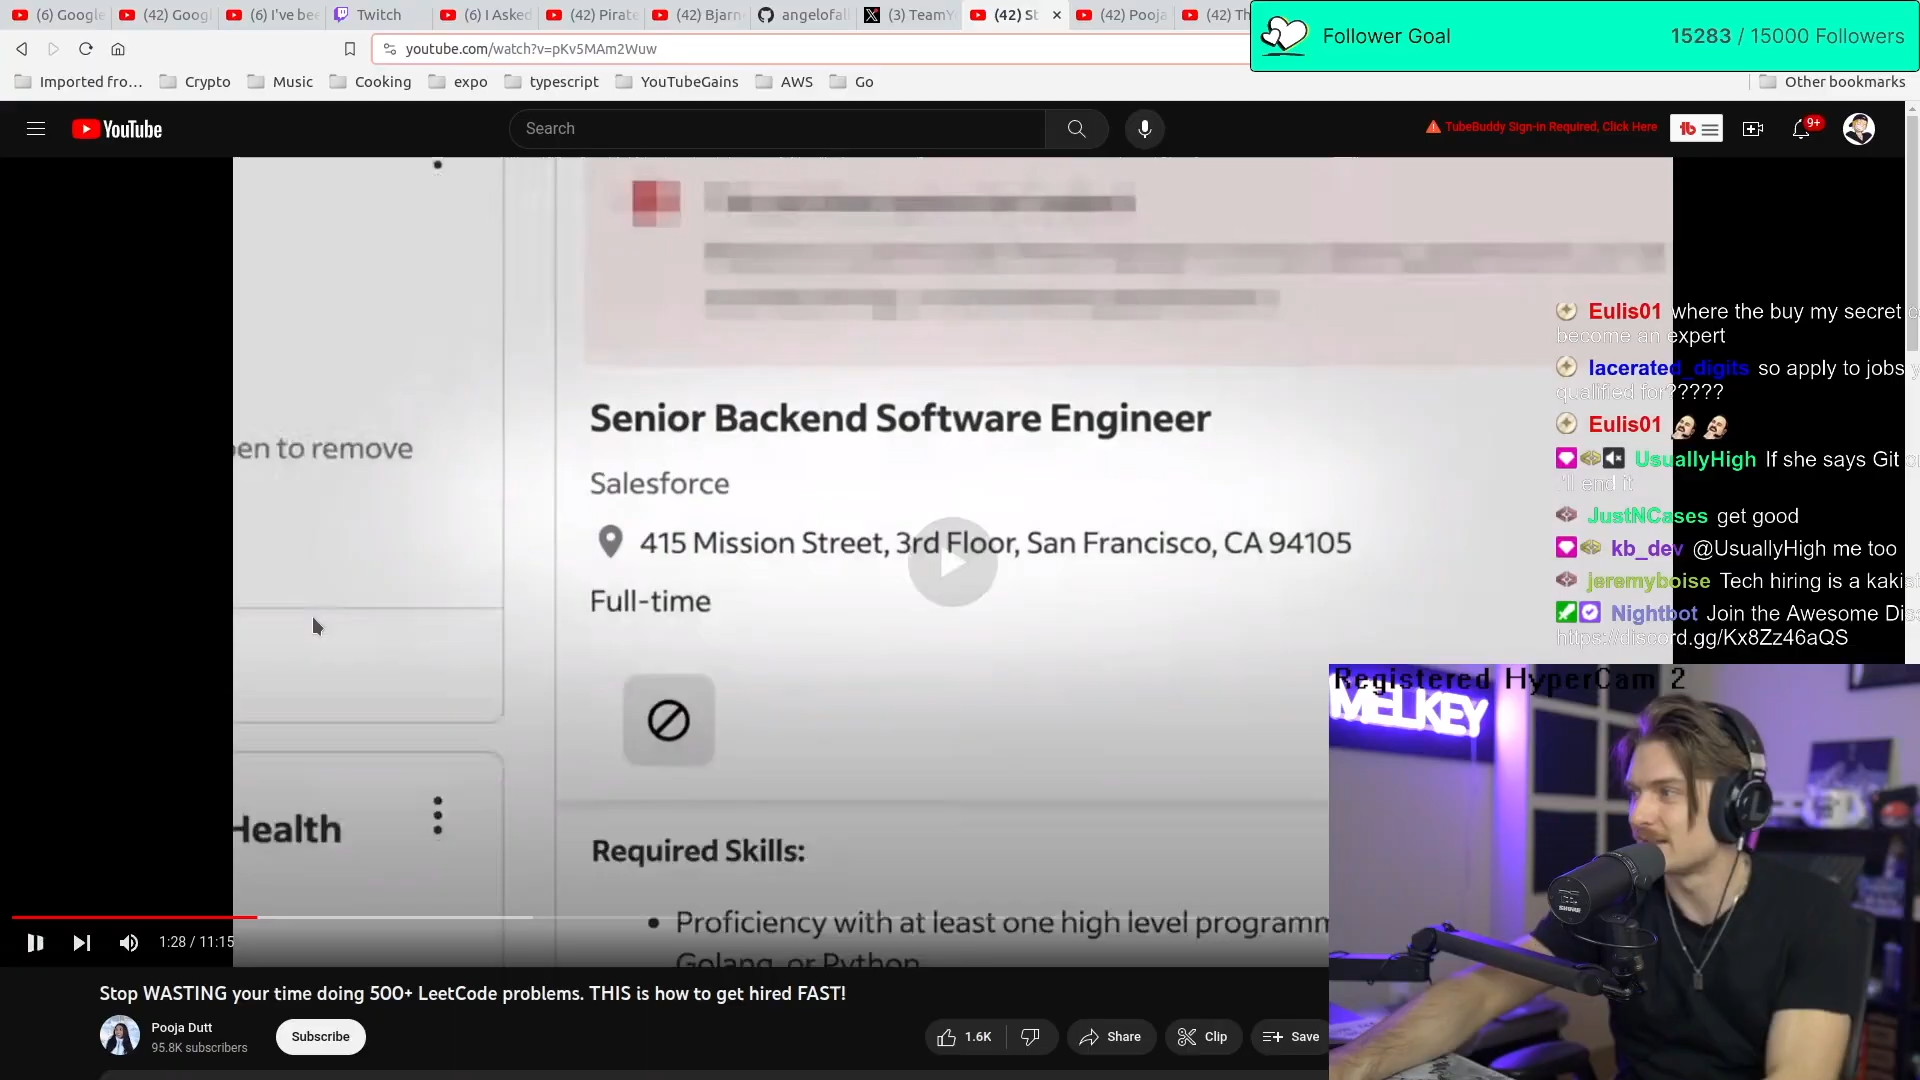 (6) Google
(42) Googl
(6) I've bee
Twitch
(6) I Asked
(42) Pirate
(42) Bjarn
angelofall
(3) TeamY
(42) St
(42) Pooja
(42) Th
youtube.com/watch?v=pKv5MAm2Wuw
Follower Goal
15283 / 15000 Followers
Imported fro...
Crypto
Music
Cooking
expo
typescript
YouTubeGains
AWS
Go
Other bookmarks
YouTube
Search
TubeBuddy Sign-In Required, Click Here
tb
9+
Senior Backend Software Engineer
Salesforce
415 Mission Street, 3rd Floor, San Francisco, CA 94105
Full-time
pen to remove
Health
Required Skills:
• Proficiency with at least one high level programm
Golang, or Python
Eulis01 where the buy my secret c
become an expert
lacerated_digits so apply to jobs y
qualified for?????
Eulis01
UsuallyHigh If she says Git o
'll end it
JustNCases get good
kb_dev @UsuallyHigh me too
jeremyboise Tech hiring is a kakis
Nightbot Join the Awesome Dis
https://discord.gg/Kx8Zz46aQS
Registered HyperCam 2
MELKEY
SHURE
1:28 / 11:15
Stop WASTING your time doing 500+ LeetCode problems. THIS is how to get hired FAST!
Pooja Dutt
95.8K subscribers
Subscribe
1.6K
Share
Clip
Save